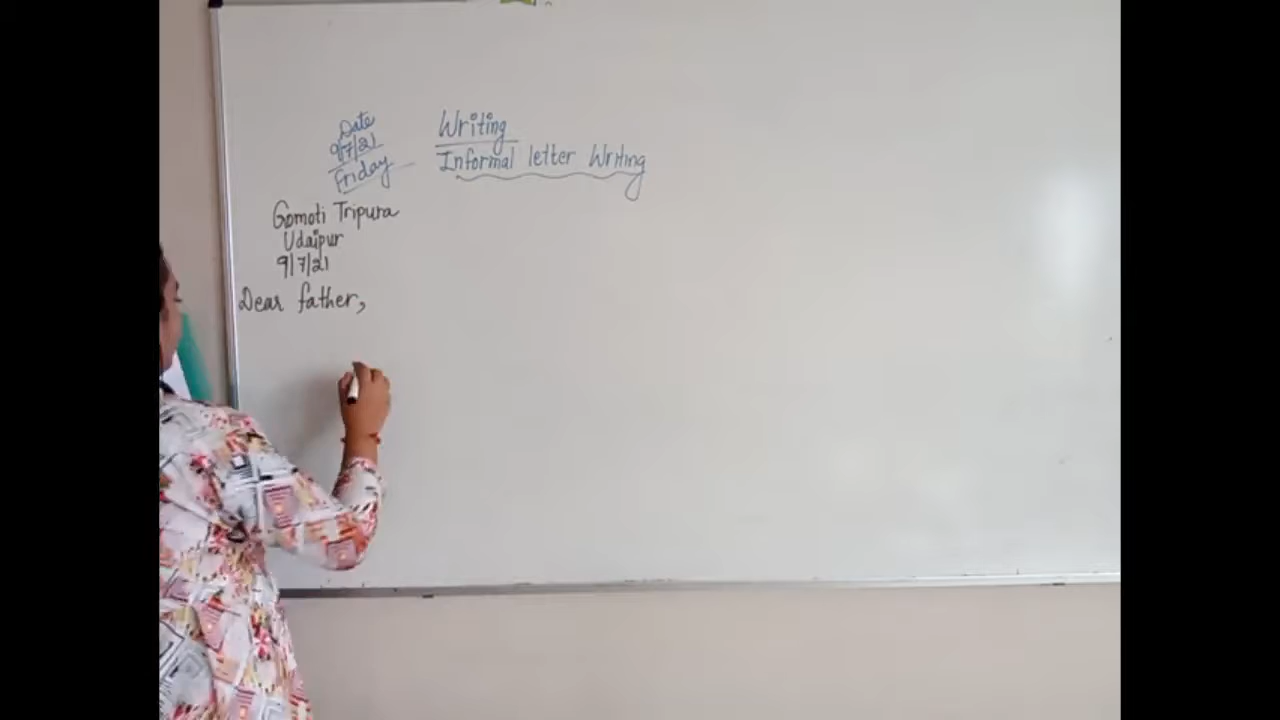 Date
9/7/21
Friday
Writing
Informal letter Writing
Gomoti Tripura
Udaipur
9/7/21
Dear father,